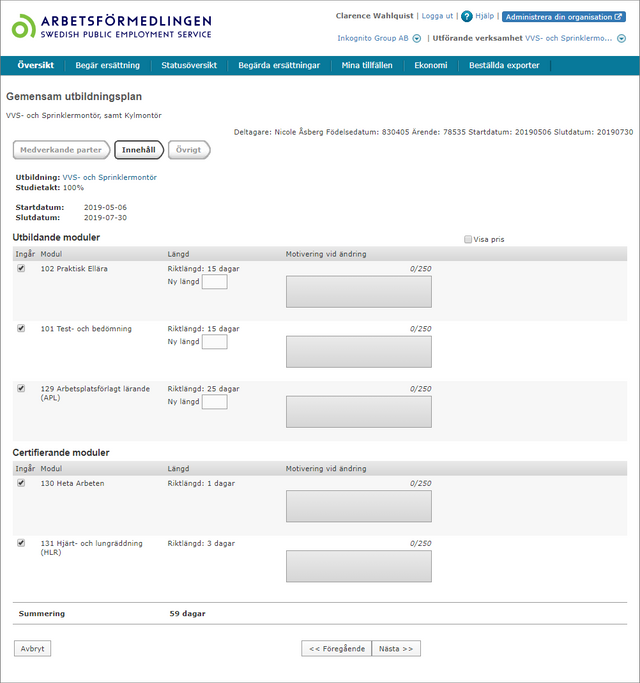 ARBETSFÖRMEDLINGEN
SWEDISH PUBLIC EMPLOYMENT SERVICE
Clarence Wahlquist | Logga ut | ? Hjälp | Administrera din organisation
Inkognito Group AB | Utförande verksamhet VVS- och Sprinklermo...
Översikt Begär ersättning Statusöversikt Begärda ersättningar Mina tillfällen Ekonomi Beställda exporter
Gemensam utbildningsplan
VVS- och Sprinklermontör, samt Kylmontör
Deltagare: Nicole Åsberg Födelsedatum: 830405 Ärende: 78535 Startdatum: 20190506 Slutdatum: 20190730
Medverkande parter Innehåll Övrigt
Utbildning: VVS- och Sprinklermontör
Studietakt: 100%
Startdatum: 2019-05-06
Slutdatum: 2019-07-30
Utbildande moduler Visa pris
Ingår Modul Längd Motivering vid ändring
102 Praktisk Ellära Riktlängd: 15 dagar 0/250
Ny längd
101 Test- och bedömning Riktlängd: 15 dagar 0/250
Ny längd
129 Arbetsplatsförlagt lärande Riktlängd: 25 dagar 0/250
(APL) Ny längd
Certifierande moduler
Ingår Modul Längd Motivering vid ändring
130 Heta Arbeten Riktlängd: 1 dagar 0/250
131 Hjärt- och lungräddning Riktlängd: 3 dagar 0/250
(HLR)
Summering 59 dagar
Avbryt << Föregående Nästa >>